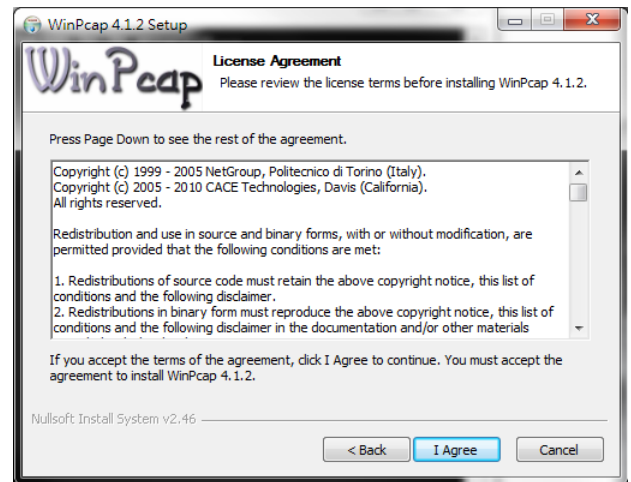 WinPcap 4.1.2 Setup
WinPcap
License Agreement
Please review the license terms before installing WinPcap 4.1.2.
Press Page Down to see the rest of the agreement.
Copyright (c) 1999 - 2005 NetGroup, Politecnico di Torino (Italy).
Copyright (c) 2005 - 2010 CACE Technologies, Davis (California).
All rights reserved.
Redistribution and use in source and binary forms, with or without modification, are
permitted provided that the following conditions are met:
1. Redistributions of source code must retain the above copyright notice, this list of
conditions and the following disclaimer.
2. Redistributions in binary form must reproduce the above copyright notice, this list of
conditions and the following disclaimer in the documentation and/or other materials
If you accept the terms of the agreement, click I Agree to continue. You must accept the
agreement to install WinPcap 4.1.2.
Nullsoft Install System v2.46
< Back
I Agree
Cancel